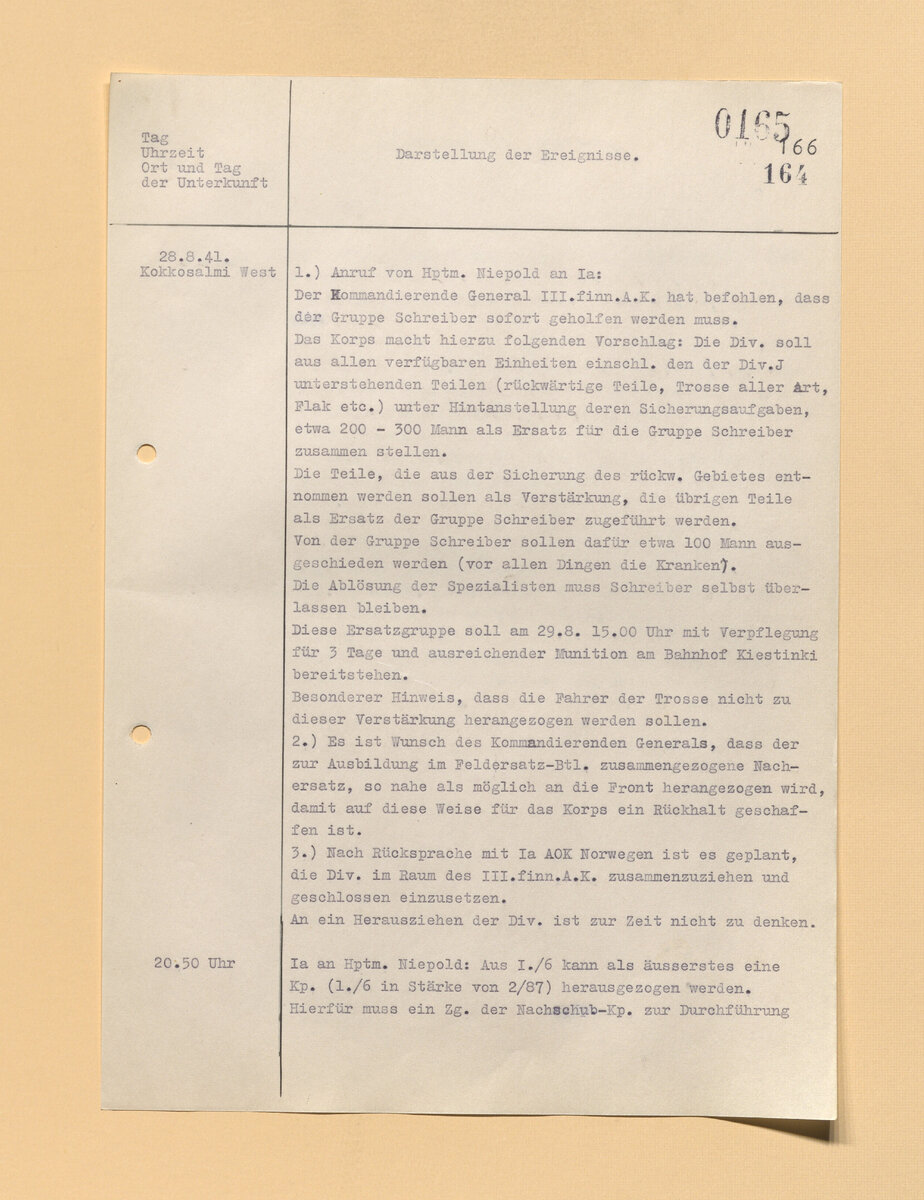 Tag
Uhrzeit
Ort und Tag
der Unterkunft
Darstellung der Ereignisse.
0165
166
164
28.8.41.
Kokkosalmi West
1.) Anruf von Hptm. Niepold an Ia:
Der Kommandierende General III.finn.A.K. hat befohlen, dass
der Gruppe Schreiber sofort geholfen werden muss.
Das Korps macht hierzu folgenden Vorschlag: Die Div. soll
aus allen verfügbaren Einheiten einschl. den der Div.J
unterstehenden Teilen (rückwärtige Teile, Trosse aller Art,
Flak etc.) unter Hintanstellung deren Sicherungsaufgaben,
etwa 200 - 300 Mann als Ersatz für die Gruppe Schreiber
zusammen stellen.
Die Teile, die aus der Sicherung des rückw. Gebietes ent-
nommen werden sollen als Verstärkung, die übrigen Teile
als Ersatz der Gruppe Schreiber zugeführt werden.
Von der Gruppe Schreiber sollen dafür etwa 100 Mann aus-
geschieden werden (vor allen Dingen die Kranken).
Die Ablösung der Spezialisten muss Schreiber selbst über-
lassen bleiben.
Diese Ersatzgruppe soll am 29.8. 15.00 Uhr mit Verpflegung
für 3 Tage und ausreichender Munition am Bahnhof Kiestinki
bereitstehen.
Besonderer Hinweis, dass die Fahrer der Trosse nicht zu
dieser Verstärkung herangezogen werden sollen.
2.) Es ist Wunsch des Kommandierenden Generals, dass der
zur Ausbildung im Feldersatz-Btl. zusammengezogene Nach-
ersatz, so nahe als möglich an die Front herangezogen wird,
damit auf diese Weise für das Korps ein Rückhalt geschaf-
fen ist.
3.) Nach Rücksprache mit Ia AOK Norwegen ist es geplant,
die Div. im Raum des III.finn.A.K. zusammenzuziehen und
geschlossen einzusetzen.
An ein Herausziehen der Div. ist zur Zeit nicht zu denken.
20.50 Uhr
Ia an Hptm. Niepold: Aus I./6 kann als äusserstes eine
Kp. (1./6 in Stärke von 2/87) herausgezogen werden.
Hierfür muss ein Zg. der Nachschub-Kp. zur Durchführung